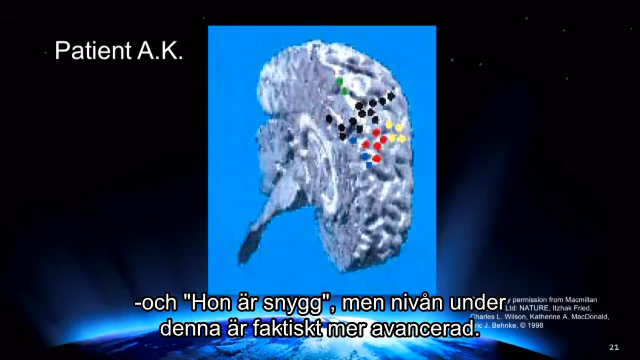 Patient A.K.
permission from Macmillan
Ltd: NATURE, Itzhak Fried,
Charles L. Wilson, Katherine A. MacDonald,
J. Behnke, © 1998
-och "Hon är snygg", men nivån under
denna är faktiskt mer avancerad.
21